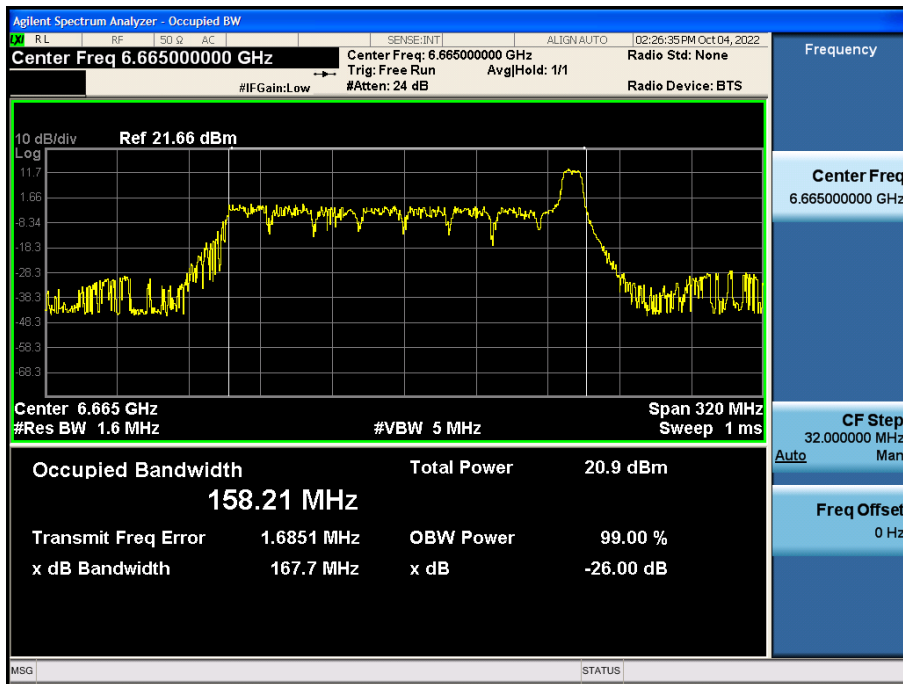 Agilent Spectrum Analyzer - Occupied BW
LXI RL RF 50 Ω AC SENSE:INT ALIGN AUTO 02:26:35 PM Oct 04, 2022
Center Freq 6.665000000 GHz
Center Freq: 6.665000000 GHz
Radio Std: None
Trig: Free Run Avg|Hold: 1/1
#IFGain:Low
#Atten: 24 dB
Radio Device: BTS
10 dB/div Ref 21.66 dBm
Log
11.7
1.66
-8.34
-18.3
-28.3
-38.3
-48.3
-58.3
-68.3
Center 6.665 GHz Span 320 MHz
#Res BW 1.6 MHz #VBW 5 MHz Sweep 1 ms
Occupied Bandwidth Total Power 20.9 dBm
158.21 MHz
Transmit Freq Error 1.6851 MHz OBW Power 99.00 %
x dB Bandwidth 167.7 MHz x dB -26.00 dB
MSG STATUS
Frequency
Center Freq
6.665000000 GHz
CF Step
32.000000 MHz
Auto Man
Freq Offset
0 Hz